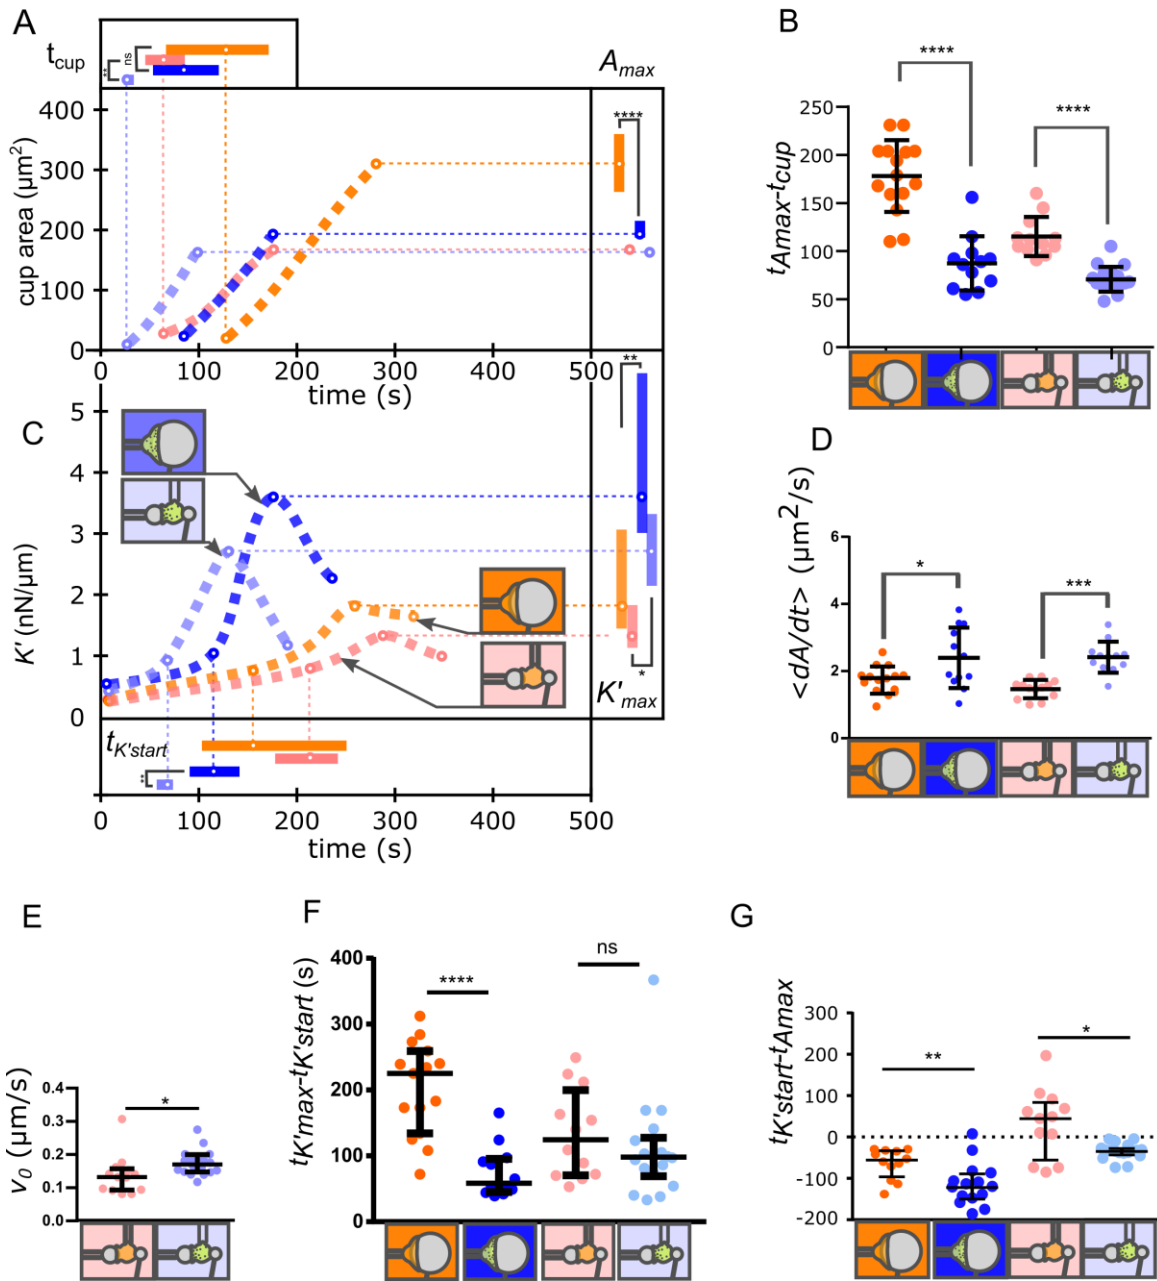 A
t_cup
ns
**
A_max
****
cup area (μm²)
400
300
200
100
0
0
100
200
300
400
500
time (s)
B
****
****
t_Amax-t_cup
250
200
150
100
50
0
C
K' (nN/μm)
5
4
3
2
1
0
**
*
K'_max
t_K'start
**
0
100
200
300
400
500
time (s)
D
<dA/dt> (μm²/s)
6
4
2
0
*
***
E
v₀ (μm/s)
0.4
0.3
0.2
0.1
0.0
*
F
t_K'max-t_K'start (s)
400
300
200
100
0
****
ns
G
t_K'start-t_Amax
300
200
100
0
-100
-200
**
*